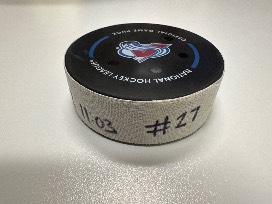 OFFICIAL GAME PUCK
NATIONAL HOCKEY LEAGUE
11:03 #27